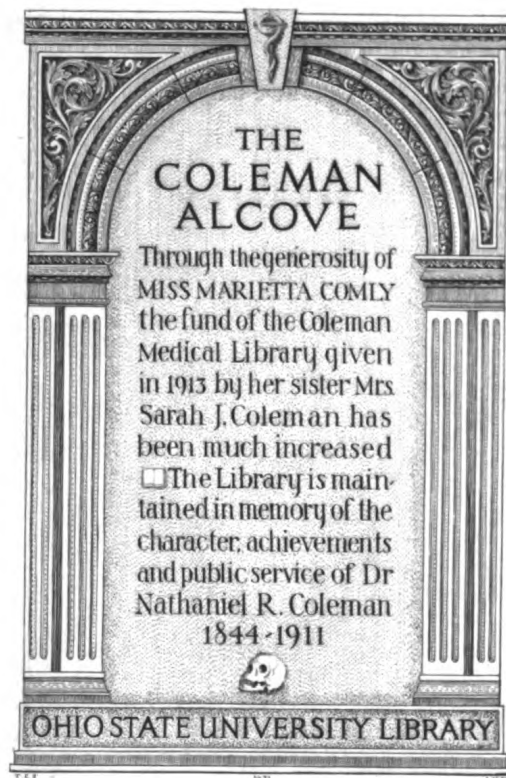 THE
COLEMAN
ALCOVE
Through the generosity of
MISS MARIETTA COMLY
the fund of the Coleman
Medical Library given
in 1913 by her sister Mrs.
Sarah J. Coleman has
been much increased
The Library is main-
tained in memory of the
character, achievements
and public service of Dr
Nathaniel R. Coleman
1844-1911
OHIO STATE UNIVERSITY LIBRARY